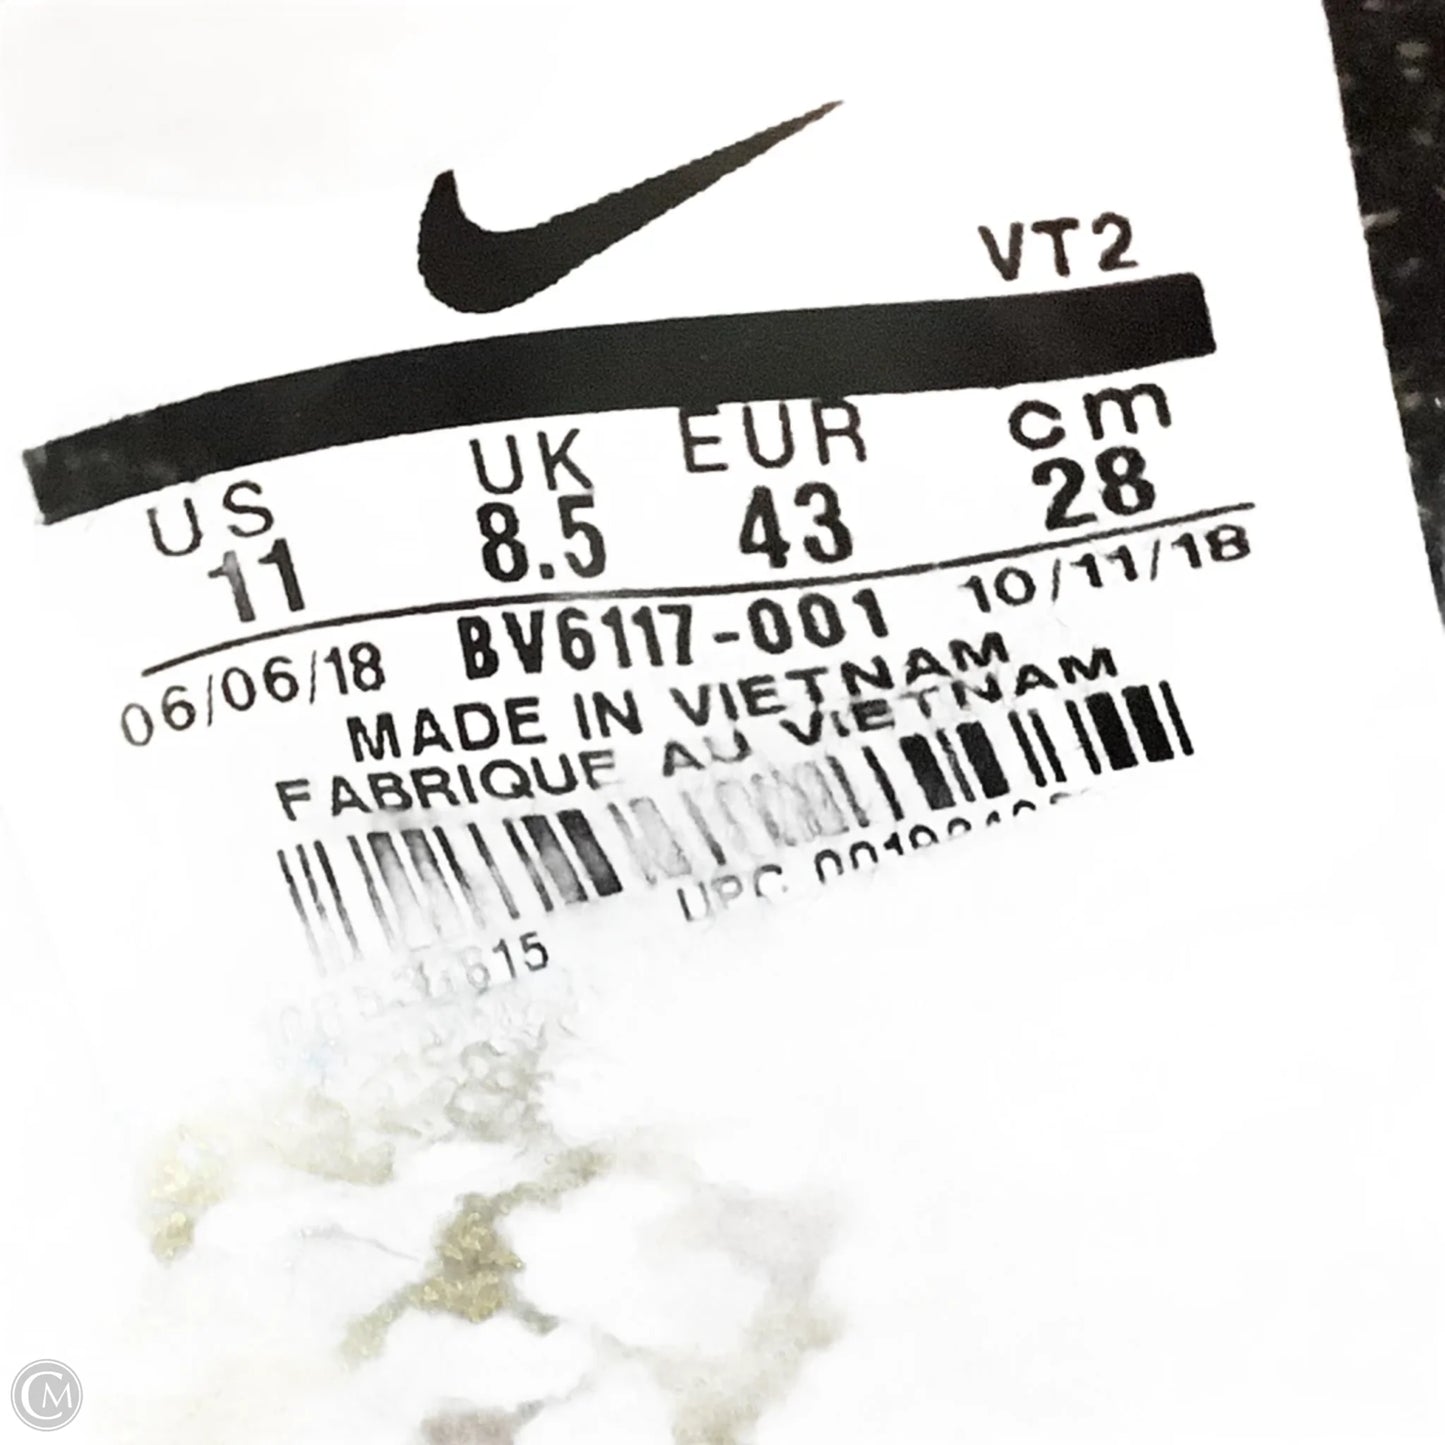 VT2
US UK EUR cm
11 8.5 43 28
06/06/18 BV6117-001 10/11/18
MADE IN VIETNAM
FABRIQUE AU VIETNAM
UPC
CM